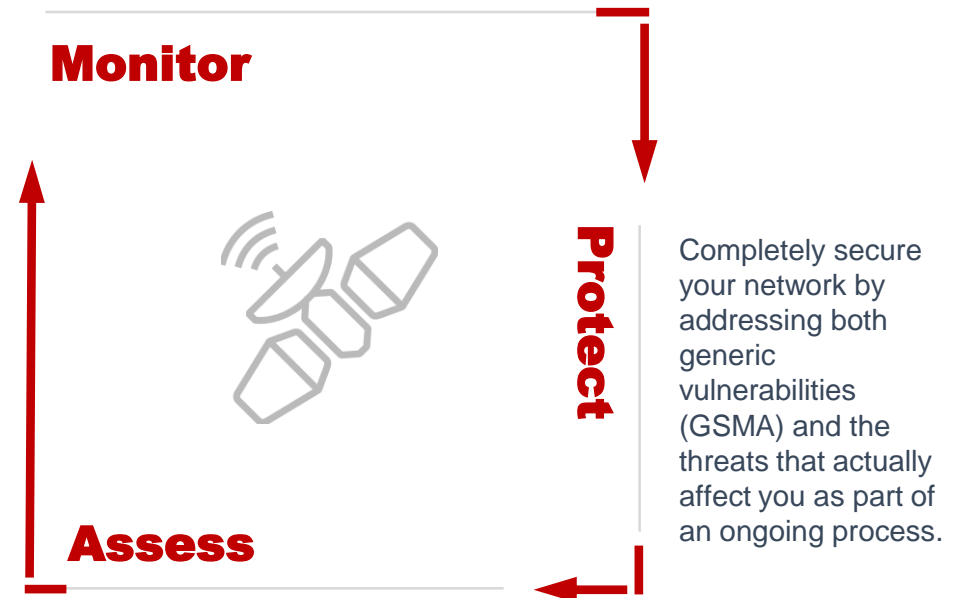 Monitor
Protect
Completely secure
your network by
addressing both
generic
vulnerabilities
(GSMA) and the
threats that actually
affect you as part of
an ongoing process.
Assess